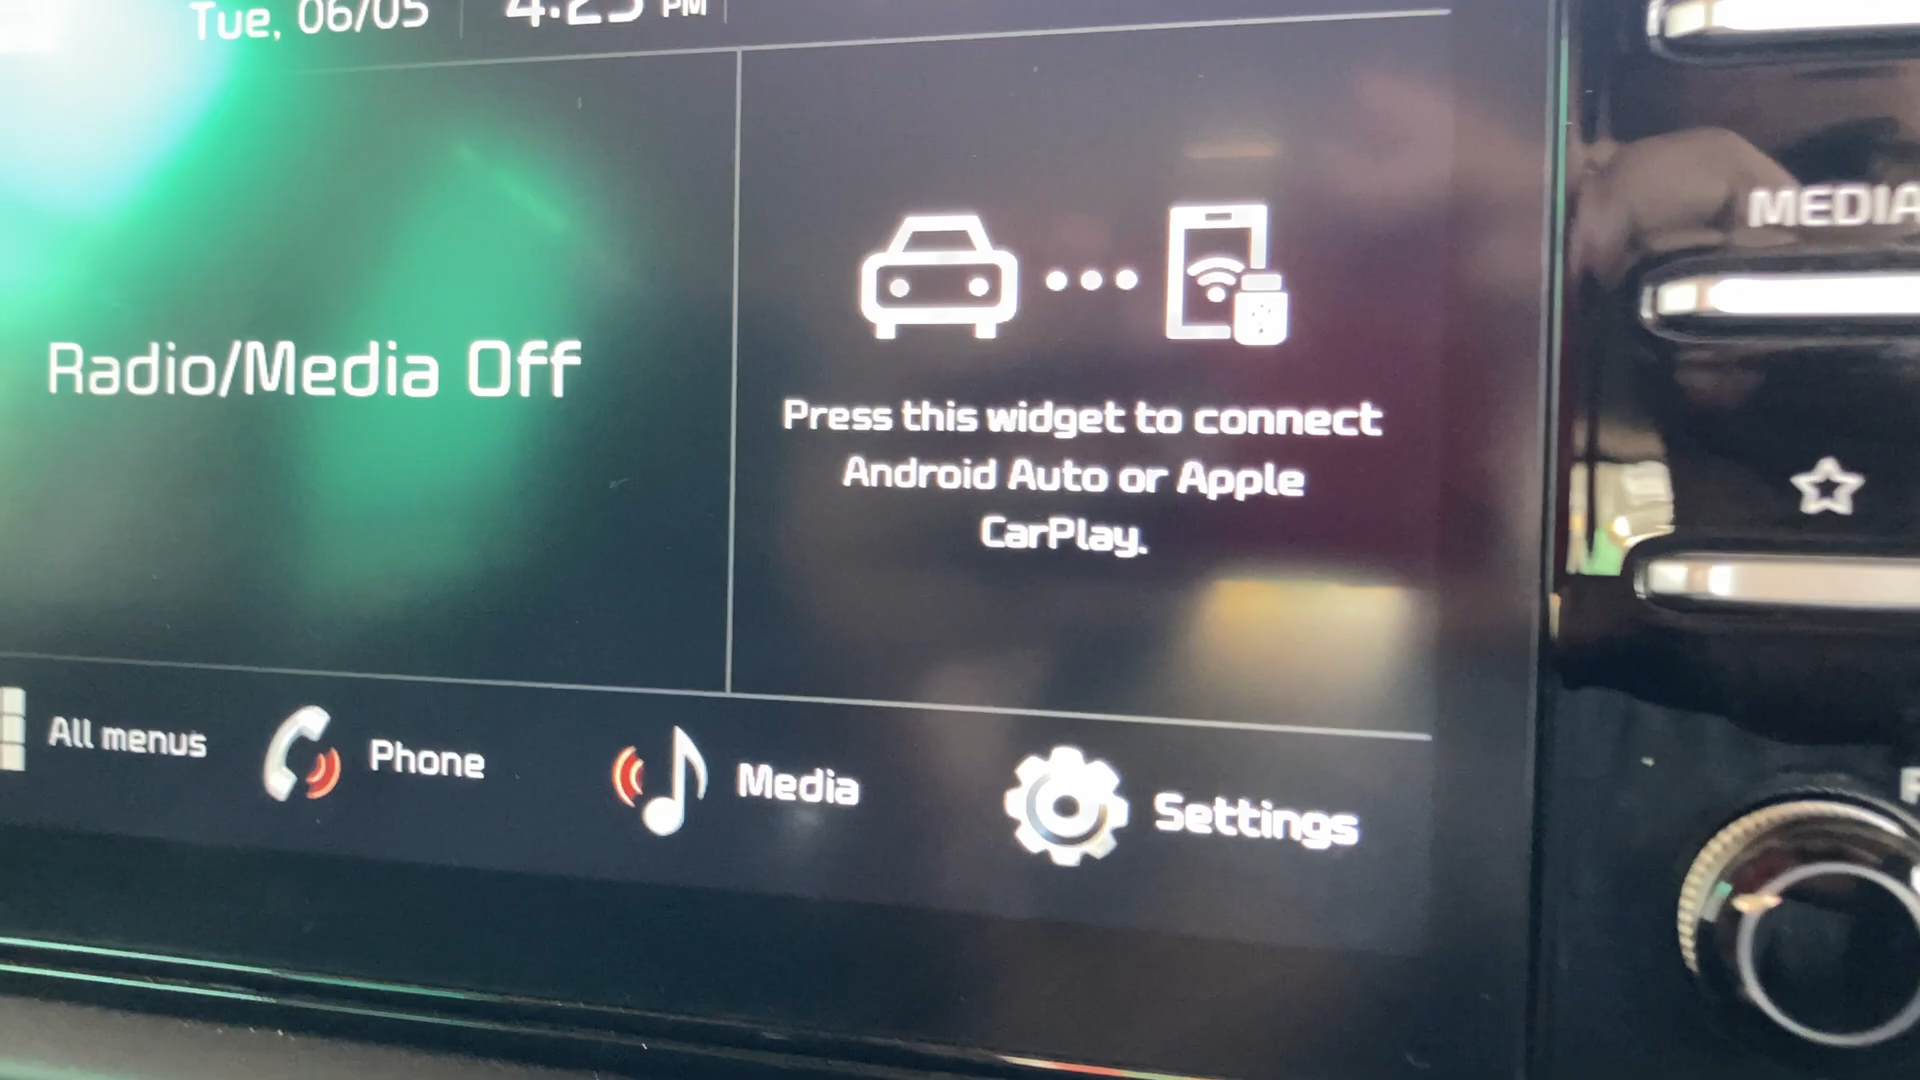 Tue, 06/05
PM
Radio/Media Off
Press this widget to connect
Android Auto or Apple
CarPlay.
All menus
Phone
Media
Settings
MEDIA